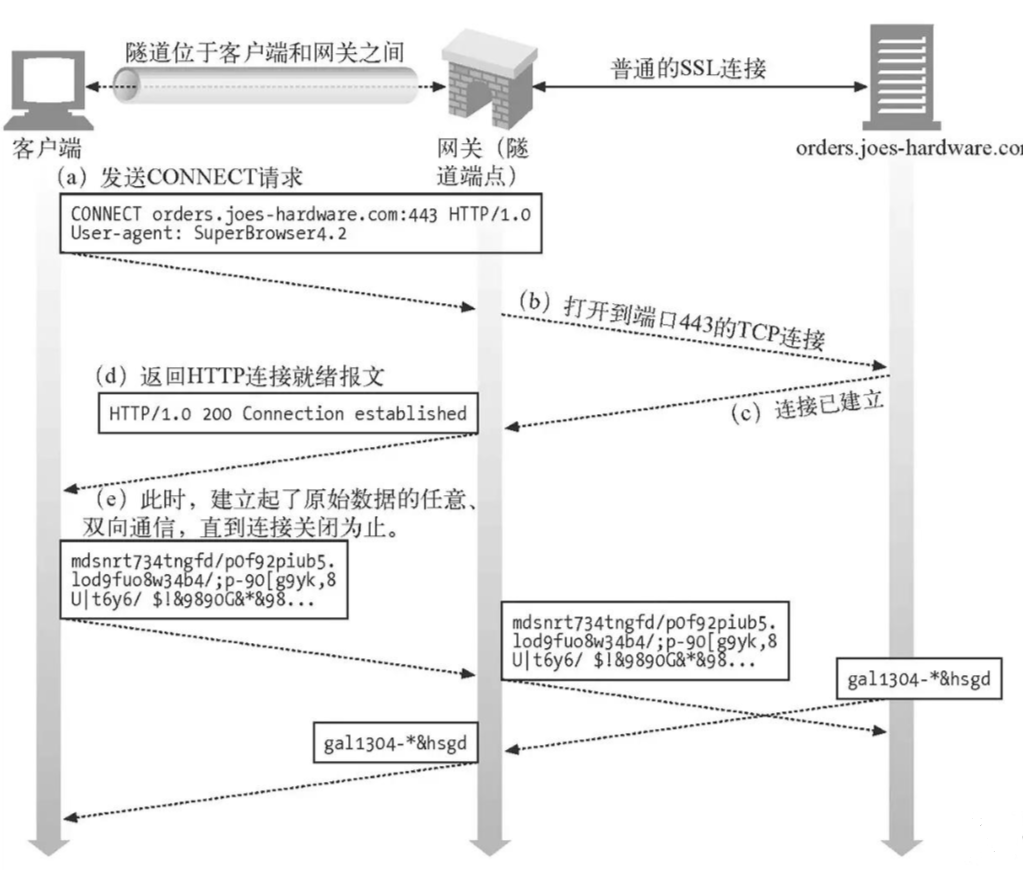 隧道位于客户端和网关之间
普通的SSL连接
客户端
网关（隧
道端点）
orders.joes-hardware.com
（a）发送CONNECT请求
CONNECT orders.joes-hardware.com:443 HTTP/1.0
User-agent: SuperBrowser4.2
（b）打开到端口443的TCP连接
（d）返回HTTP连接就绪报文
HTTP/1.0 200 Connection established
（c）连接已建立
（e）此时，建立起了原始数据的任意、
双向通信，直到连接关闭为止。
mdsnrt734tngfd/p0f92piub5.
lod9fuo8w34b4/;p-90[g9yk,8
U|t6y6/ $!&9890G&*&98...
mdsnrt734tngfd/p0f92piub5.
lod9fuo8w34b4/;p-90[g9yk,8
U|t6y6/ $!&9890G&*&98...
gal1304-*&hsgd
gal1304-*&hsgd